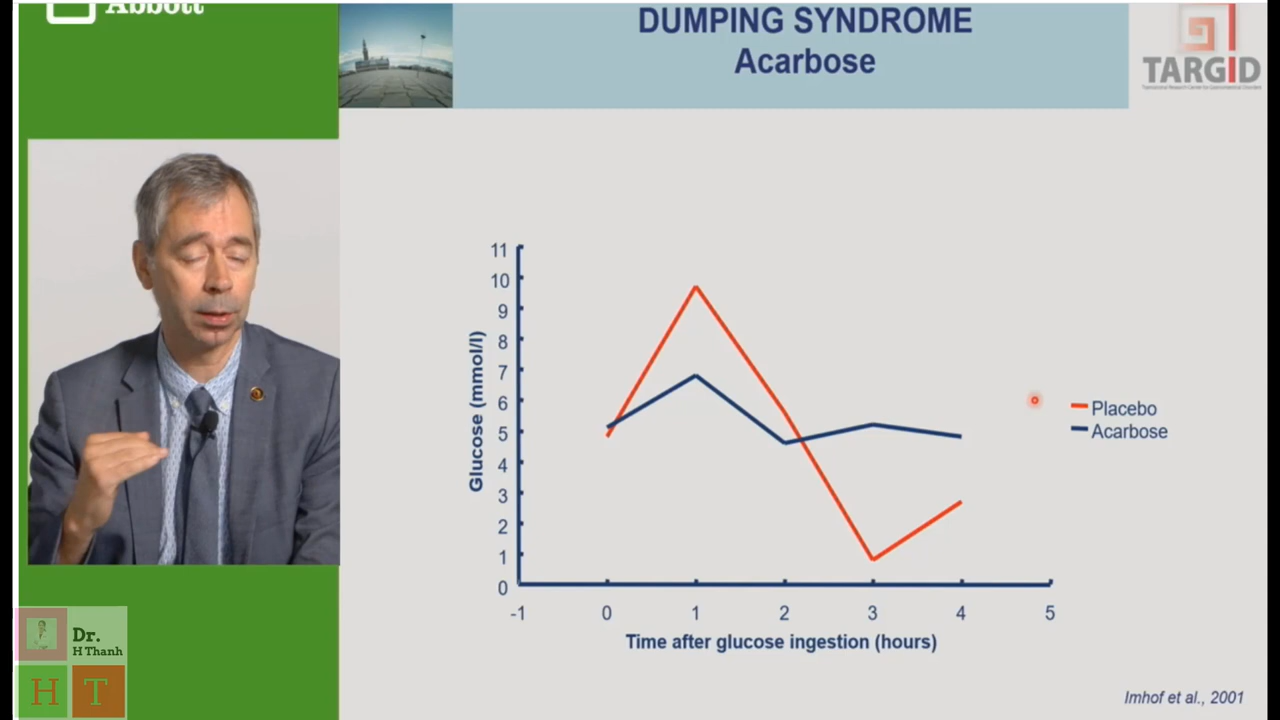 Abbott
DUMPING SYNDROME
Acarbose
TARGID
11
10
9
8
7
6
5
4
3
2
1
0
Glucose (mmol/l)
-1
0
1
2
3
4
5
Time after glucose ingestion (hours)
Placebo
Acarbose
Imhof et al., 2001
Dr.
H Thanh
H T